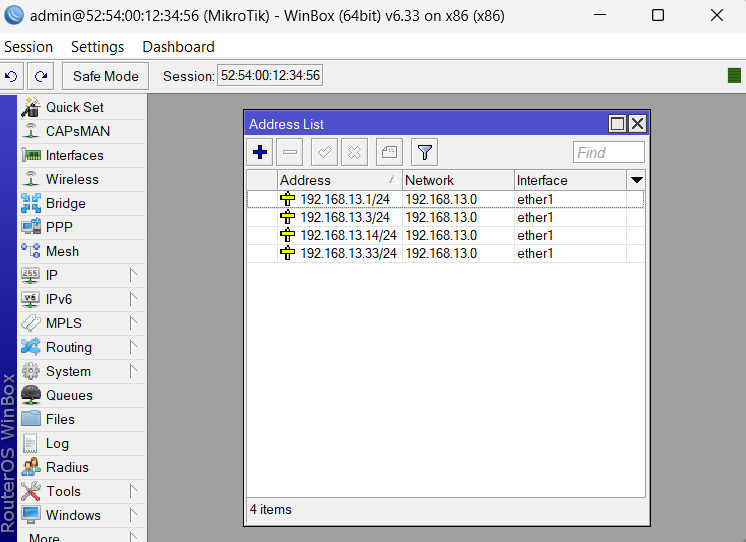 admin@52:54:00:12:34:56 (MikroTik) - WinBox (64bit) v6.33 on x86 (x86)
Session Settings Dashboard
Safe Mode Session: 52:54:00:12:34:56
Quick Set
CAPsMAN
Interfaces
Wireless
Bridge
PPP
Mesh
255 IP
v6 IPv6
MPLS
Routing
System
Queues
Files
Log
Radius
Tools
Windows
More
RouterOS WinBox
Address List
Find
Address Network Interface
192.168.13.1/24 192.168.13.0 ether1
192.168.13.3/24 192.168.13.0 ether1
192.168.13.14/24 192.168.13.0 ether1
192.168.13.33/24 192.168.13.0 ether1
4 items